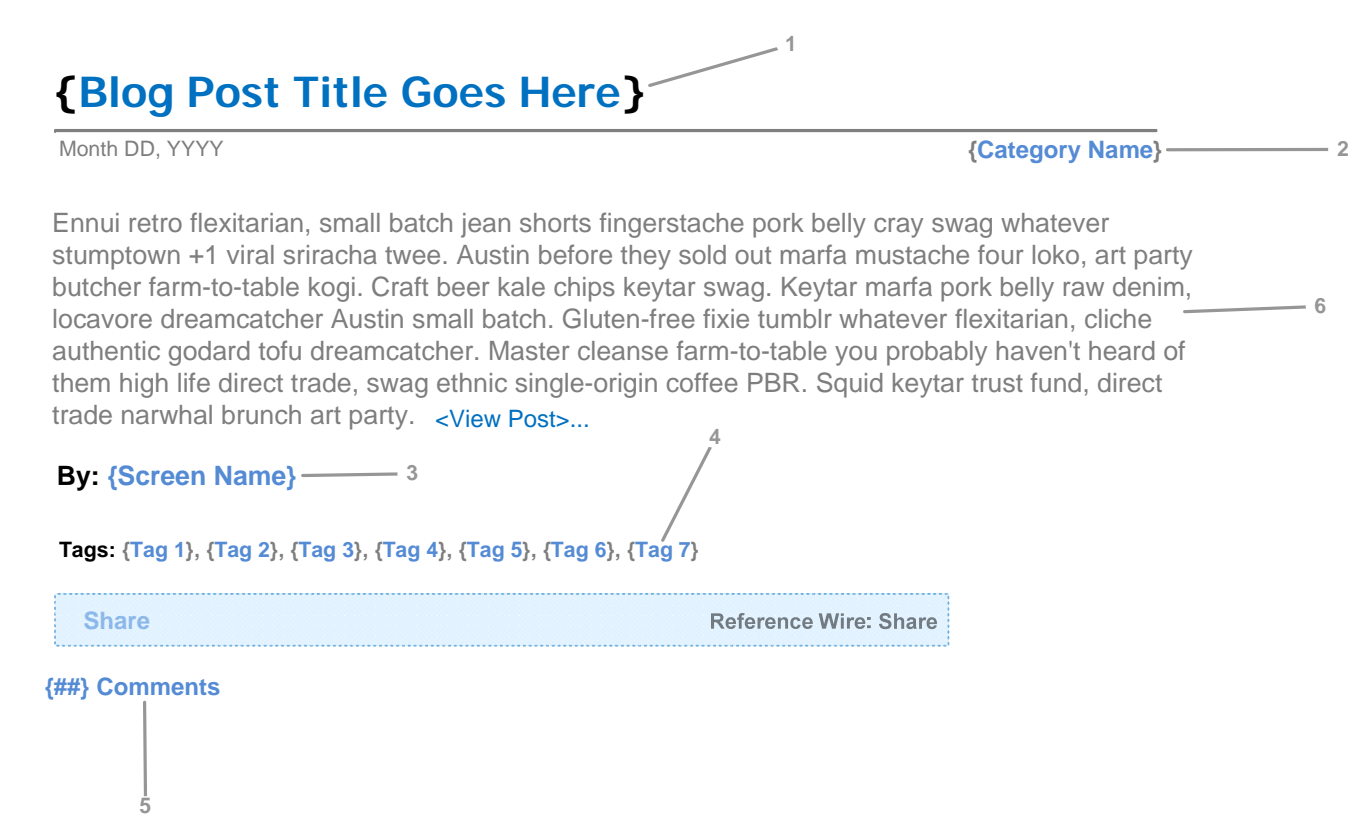 1
{Blog Post Title Goes Here}
Month DD, YYYY
{Category Name}
2
Ennui retro flexitarian, small batch jean shorts fingerstache pork belly cray swag whatever
stumptown +1 viral sriracha twee. Austin before they sold out marfa mustache four loko, art party
butcher farm-to-table kogi. Craft beer kale chips keytar swag. Keytar marfa pork belly raw denim,
6
locavore dreamcatcher Austin small batch. Gluten-free fixie tumblr whatever flexitarian, cliche
authentic godard tofu dreamcatcher. Master cleanse farm-to-table you probably haven't heard of
them high life direct trade, swag ethnic single-origin coffee PBR. Squid keytar trust fund, direct
trade narwhal brunch art party. <View Post>...
4
By: {Screen Name}
3
Tags: {Tag 1}, {Tag 2}, {Tag 3}, {Tag 4}, {Tag 5}, {Tag 6}, {Tag 7}
Share
Reference Wire: Share
{##} Comments
5